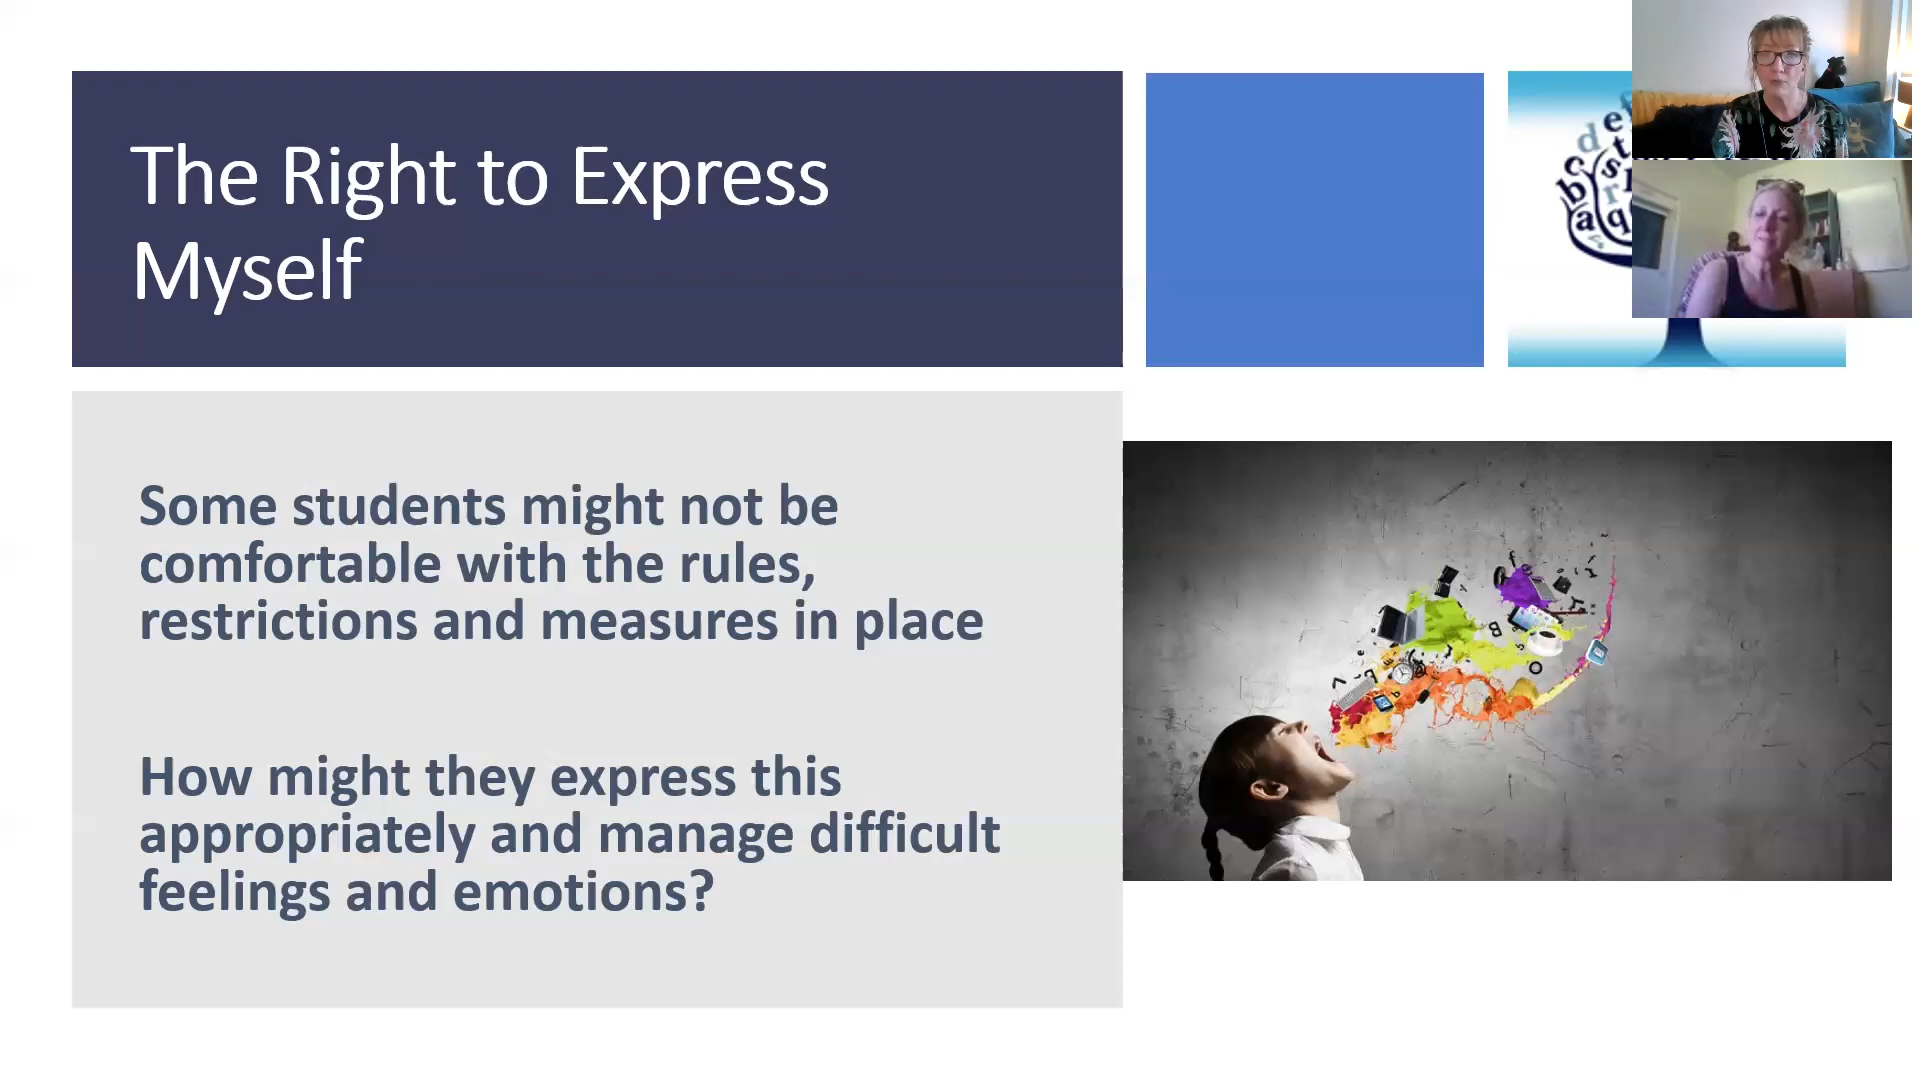 The Right to Express
Myself
Some students might not be
comfortable with the rules,
restrictions and measures in place
How might they express this
appropriately and manage difficult
feelings and emotions?